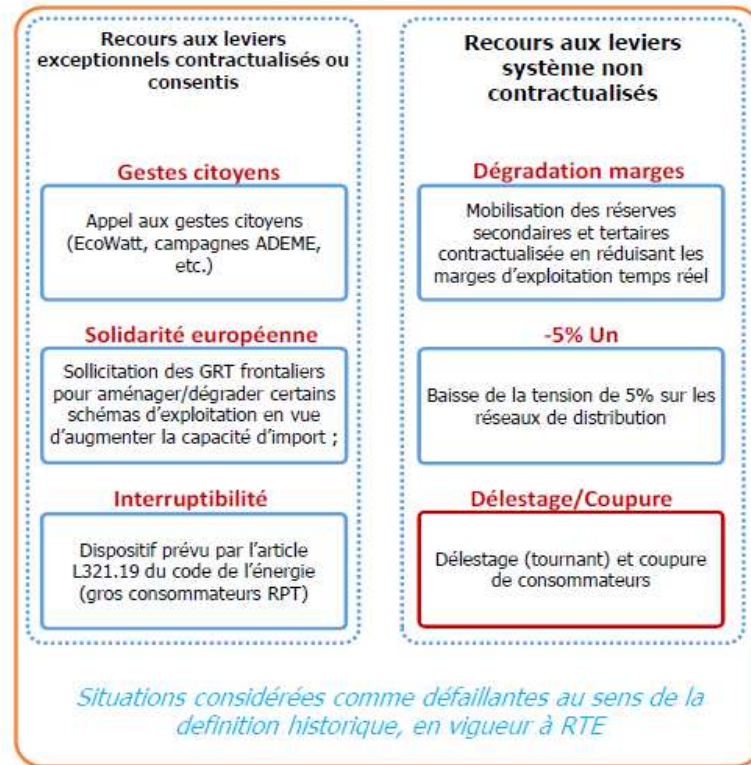 Recours aux leviers
exceptionnels contractualisés ou
consentis
Gestes citoyens
Appel aux gestes citoyens
(EcoWatt, campagnes ADEME,
etc.)
Solidarité européenne
Sollicitation des GRT frontaliers
pour aménager/dégrader certains
schémas d'exploitation en vue
d'augmenter la capacité d'import ;
Interruptibilité
Dispositif prévu par l'article
L321.19 du code de l'énergie
(gros consommateurs RPT)
Recours aux leviers
système non
contractualisés
Dégradation marges
Mobilisation des réserves
secondaires et tertaires
contractualisée en réduisant les
marges d'exploitation temps réel
-5% Un
Baisse de la tension de 5% sur les
réseaux de distribution
Délestage/Coupure
Délestage (tournant) et coupure
de consommateurs
Situations considérées comme défaillantes au sens de la
definition historique, en vigueur à RTE